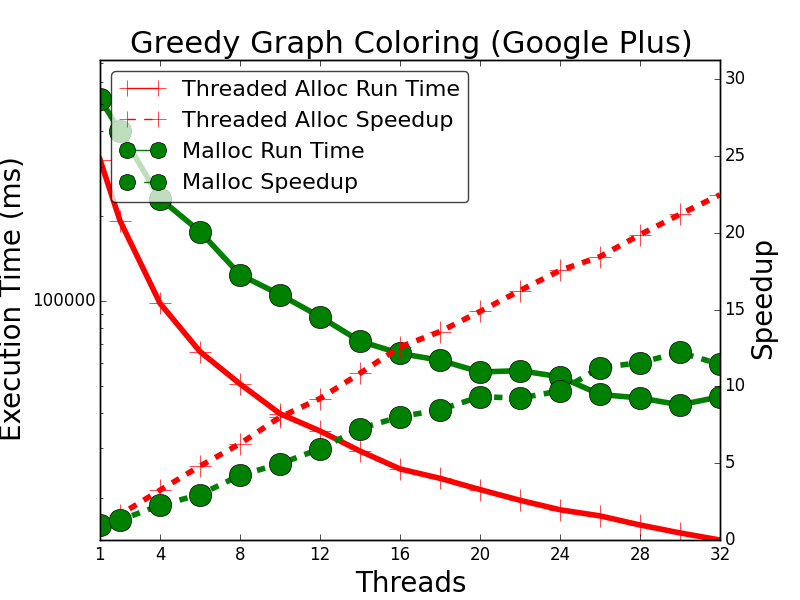 Greedy Graph Coloring (Google Plus)
Threaded Alloc Run Time
Threaded Alloc Speedup
Malloc Run Time
Malloc Speedup
Execution Time (ms)
100000
30
25
20
15
10
5
0
Speedup
1 4 8 12 16 20 24 28 32
Threads